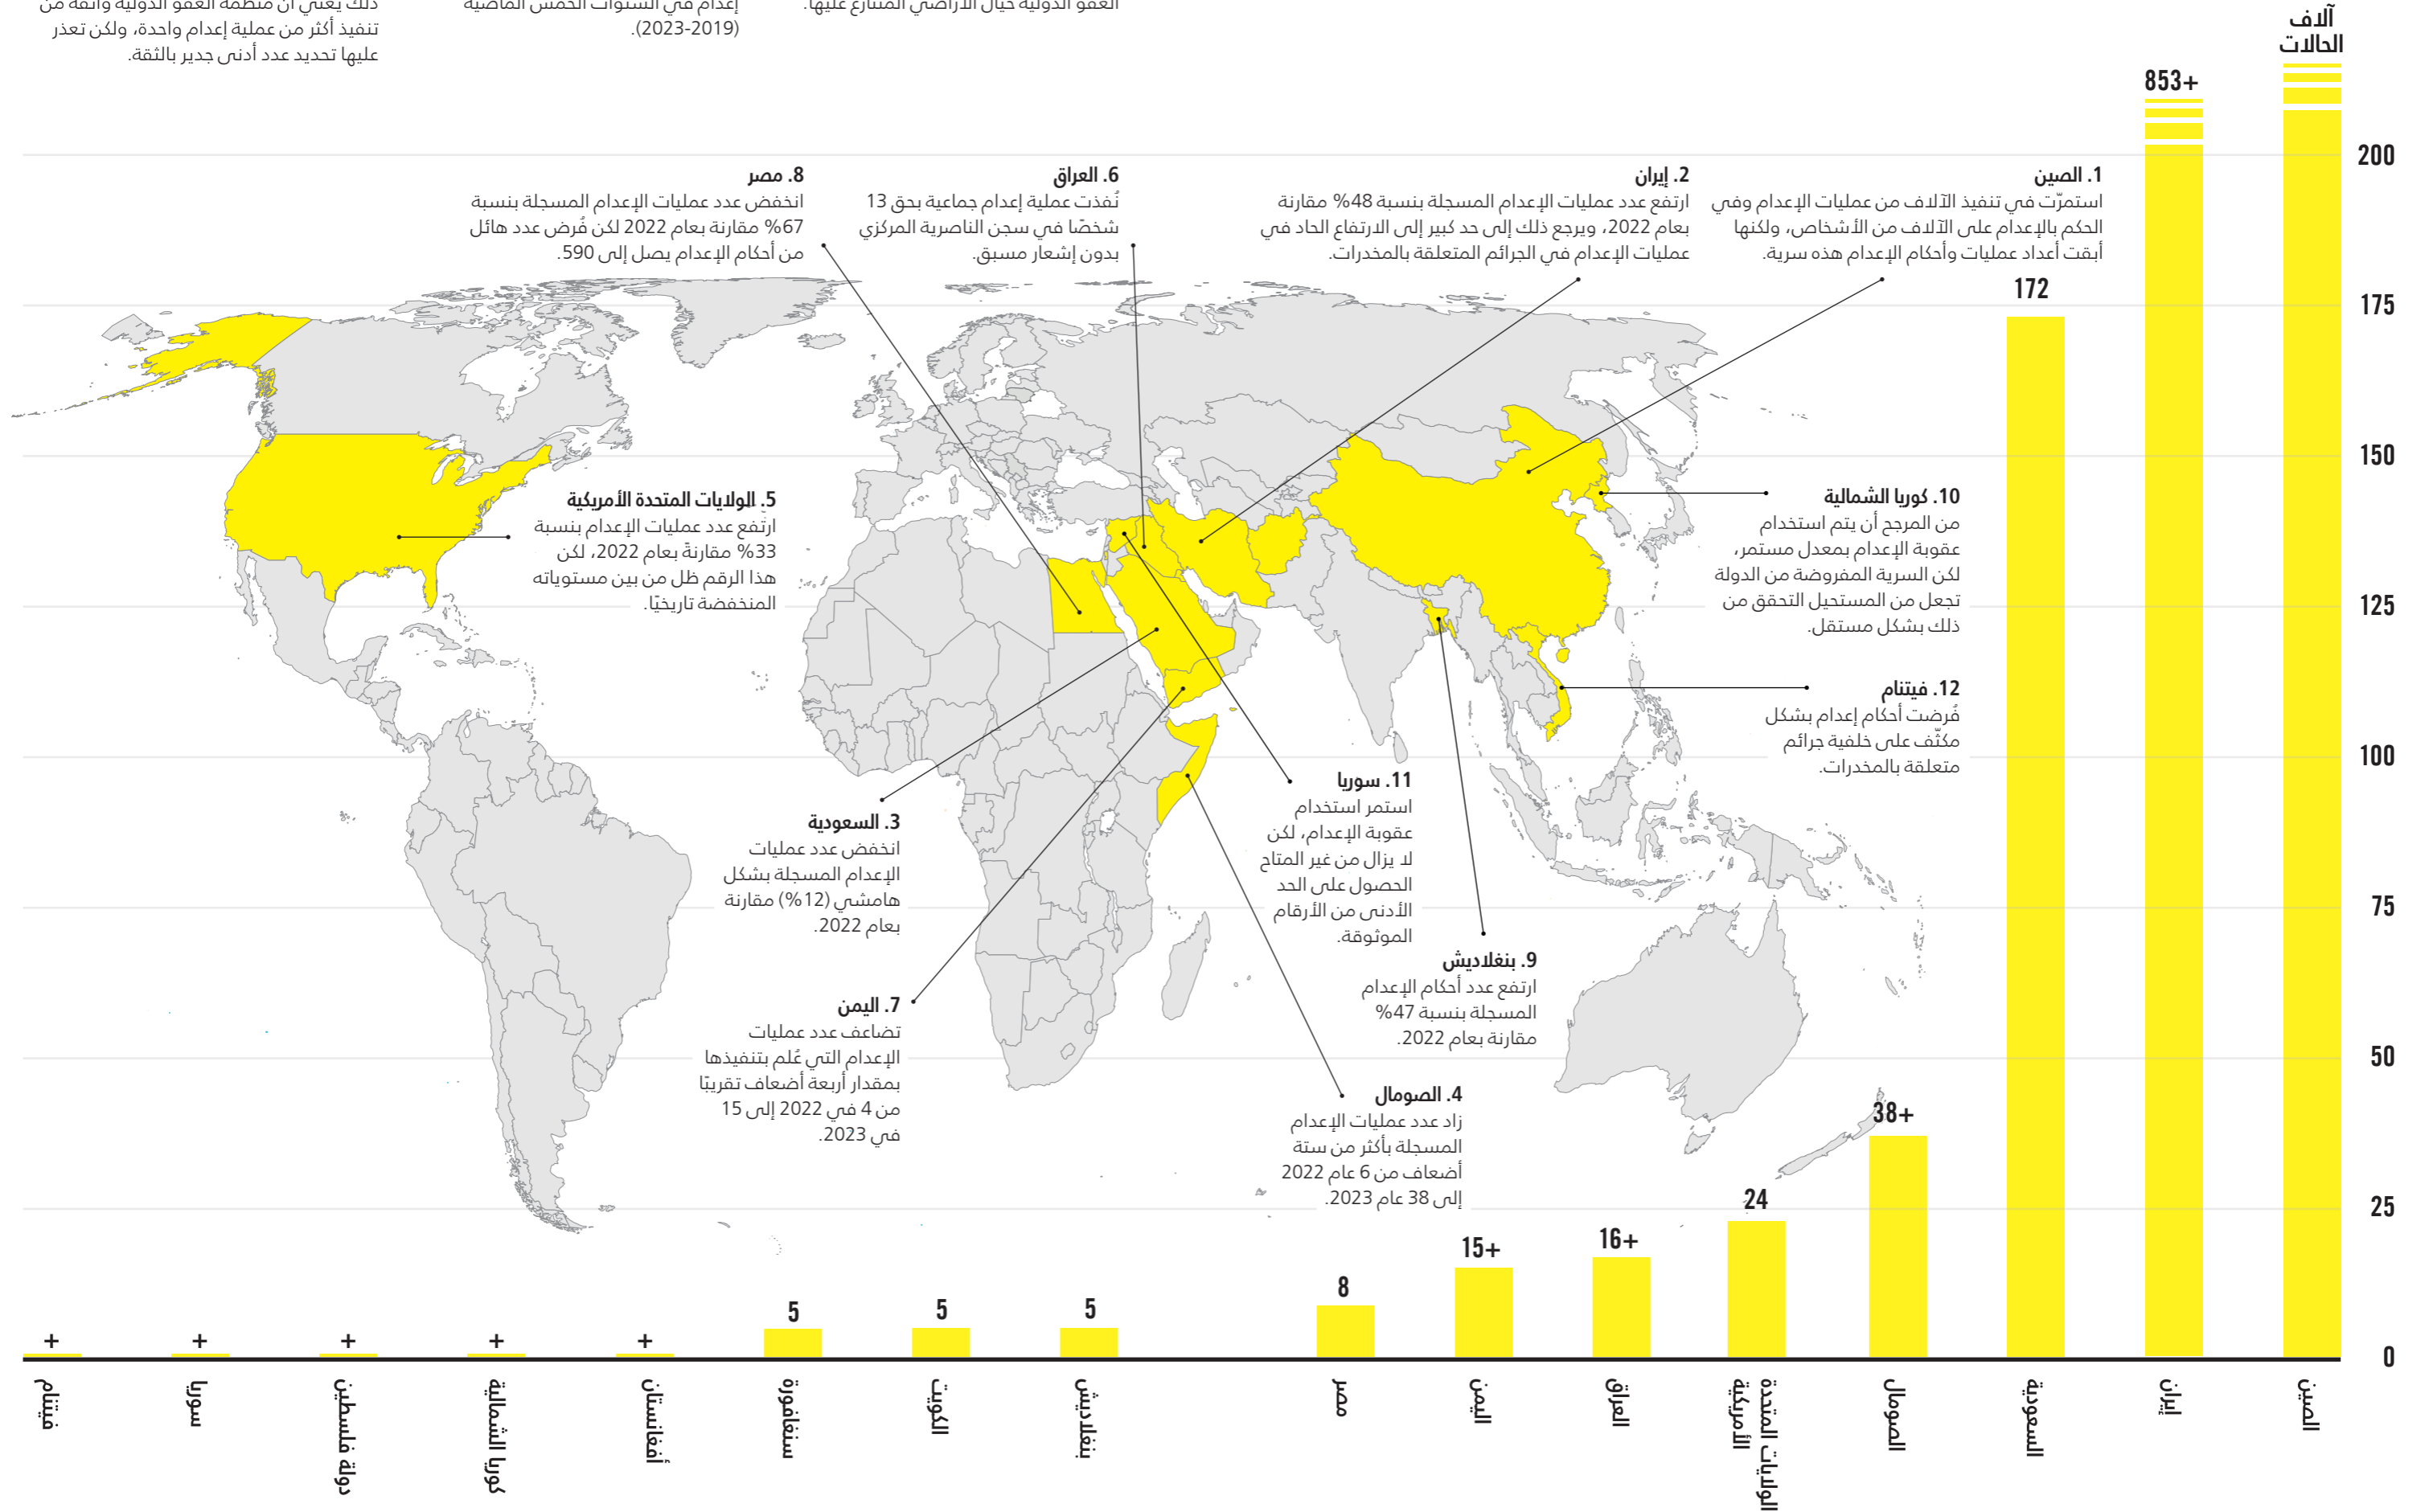 العفو الدولية حيال الأراضي المتنازع عليها.
إعدام في السنوات الخمس الماضية
(2019-2023).
ذلك يعني أن منظمة العفو الدولية واثقة من
تنفيذ أكثر من عملية إعدام واحدة، ولكن تعذر
عليها تحديد عدد أدنى جدير بالثقة.
آلاف
الحالات
853+
172
38+
24
16+
15+
8
5
5
5
+
+
+
+
+
200
175
150
125
100
75
50
25
0
1. الصين
استمرّت في تنفيذ الآلاف من عمليات الإعدام وفي
الحكم بالإعدام على الآلاف من الأشخاص، ولكنها
أبقت أعداد عمليات وأحكام الإعدام هذه سرية.
2. إيران
ارتفع عدد عمليات الإعدام المسجلة بنسبة 48% مقارنة
بعام 2022، ويرجع ذلك إلى حد كبير إلى الارتفاع الحاد في
عمليات الإعدام في الجرائم المتعلقة بالمخدرات.
6. العراق
نُفذت عملية إعدام جماعية بحق 13
شخصًا في سجن الناصرية المركزي
بدون إشعار مسبق.
8. مصر
انخفض عدد عمليات الإعدام المسجلة بنسبة
67% مقارنة بعام 2022 لكن فُرض عدد هائل
من أحكام الإعدام يصل إلى 590.
10. كوريا الشمالية
من المرجح أن يتم استخدام
عقوبة الإعدام بمعدل مستمر،
لكن السرية المفروضة من الدولة
تجعل من المستحيل التحقق من
ذلك بشكل مستقل.
5. الولايات المتحدة الأمريكية
ارتفع عدد عمليات الإعدام بنسبة
33% مقارنةً بعام 2022، لكن
هذا الرقم ظل من بين مستوياته
المنخفضة تاريخيًا.
12. فيتنام
فُرضت أحكام إعدام بشكل
مكثّف على خلفية جرائم
متعلقة بالمخدرات.
11. سوريا
استمر استخدام
عقوبة الإعدام، لكن
لا يزال من غير المتاح
الحصول على الحد
الأدنى من الأرقام
الموثوقة.
3. السعودية
انخفض عدد عمليات
الإعدام المسجلة بشكل
هامشي (12%) مقارنة
بعام 2022.
9. بنغلاديش
ارتفع عدد أحكام الإعدام
المسجلة بنسبة 47%
مقارنة بعام 2022.
7. اليمن
تضاعف عدد عمليات
الإعدام التي عُلم بتنفيذها
بمقدار أربعة أضعاف تقريبًا
من 4 في 2022 إلى 15
في 2023.
4. الصومال
زاد عدد عمليات الإعدام
المسجلة بأكثر من ستة
أضعاف من 6 عام 2022
إلى 38 عام 2023.
الصين
إيران
السعودية
الصومال
الولايات المتحدة
الأمريكية
العراق
اليمن
مصر
بنغلاديش
الكويت
سنغافورة
أفغانستان
كوريا الشمالية
دولة فلسطين
سوريا
فيتنام